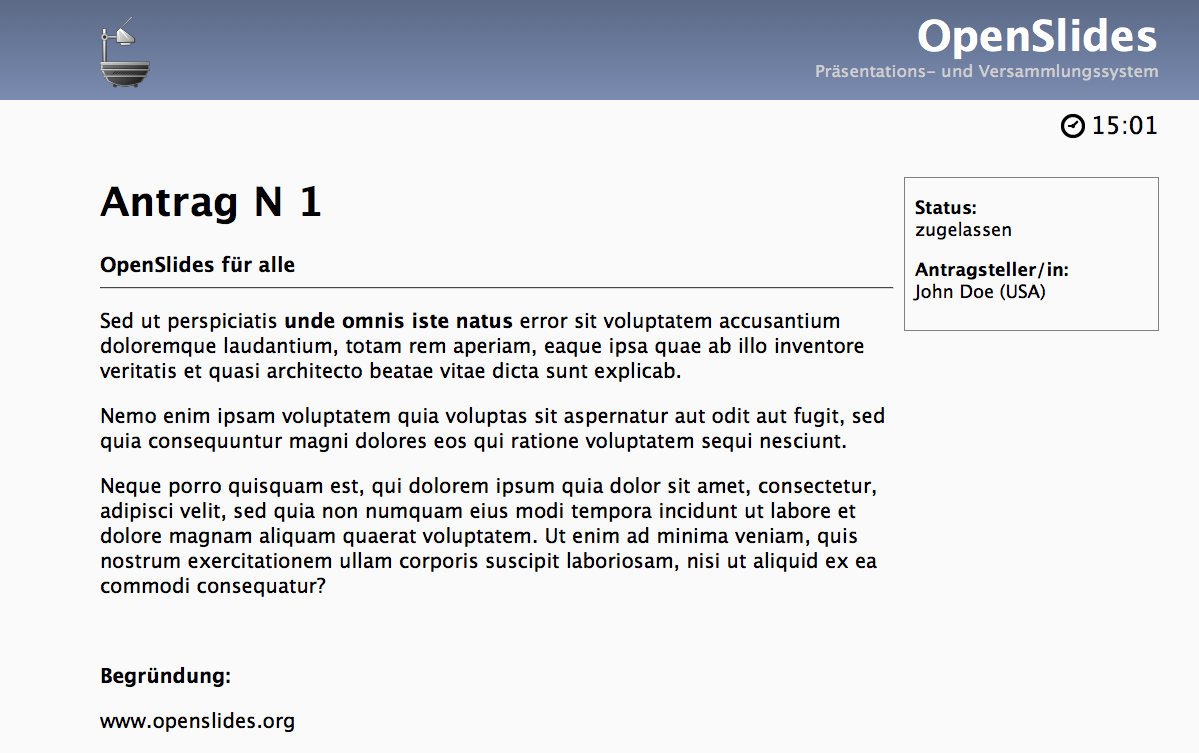 OpenSlides
Präsentations- und Versammlungssystem
15:01
Antrag N 1
OpenSlides für alle
Sed ut perspiciatis unde omnis iste natus error sit voluptatem accusantium
doloremque laudantium, totam rem aperiam, eaque ipsa quae ab illo inventore
veritatis et quasi architecto beatae vitae dicta sunt explicab.
Nemo enim ipsam voluptatem quia voluptas sit aspernatur aut odit aut fugit, sed
quia consequuntur magni dolores eos qui ratione voluptatem sequi nesciunt.
Neque porro quisquam est, qui dolorem ipsum quia dolor sit amet, consectetur,
adipisci velit, sed quia non numquam eius modi tempora incidunt ut labore et
dolore magnam aliquam quaerat voluptatem. Ut enim ad minima veniam, quis
nostrum exercitationem ullam corporis suscipit laboriosam, nisi ut aliquid ex ea
commodi consequatur?
Begründung:
www.openslides.org
Status:
zugelassen
Antragsteller/in:
John Doe (USA)